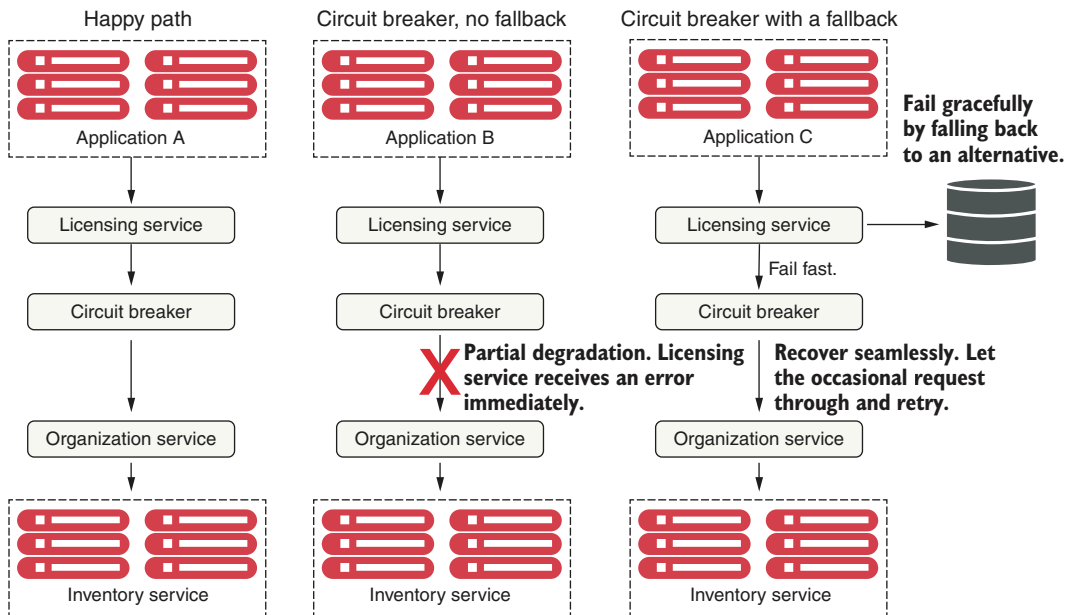 Happy path
Circuit breaker, no fallback
Circuit breaker with a fallback
Application A
Application B
Application C
Fail gracefully
by falling back
to an alternative.
Licensing service
Licensing service
Licensing service
Fail fast.
Circuit breaker
Circuit breaker
Circuit breaker
Partial degradation. Licensing
service receives an error
immediately.
Recover seamlessly. Let
the occasional request
through and retry.
Organization service
Organization service
Organization service
Inventory service
Inventory service
Inventory service